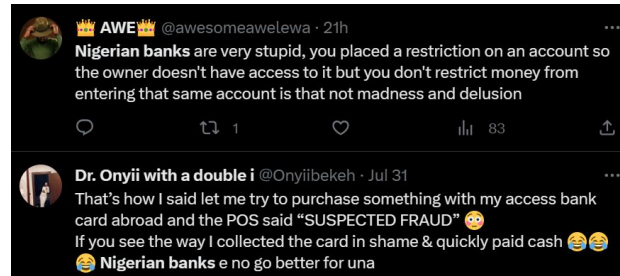 👑 AWE👑 @awesomeawelewa · 21h
Nigerian banks are very stupid, you placed a restriction on an account so
the owner doesn't have access to it but you don't restrict money from
entering that same account is that not madness and delusion
1 83
Dr. Onyii with a double i @Onyiibekeh · Jul 31
That's how I said let me try to purchase something with my access bank
card abroad and the POS said “SUSPECTED FRAUD” 😳
If you see the way I collected the card in shame & quickly paid cash 😂😂
😂 Nigerian banks e no go better for una